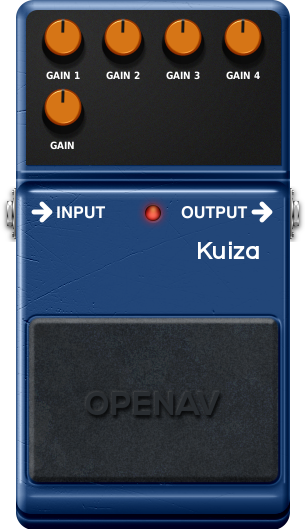 GAIN 1 GAIN 2 GAIN 3 GAIN 4
GAIN
INPUT OUTPUT
Kuiza
OPENAV